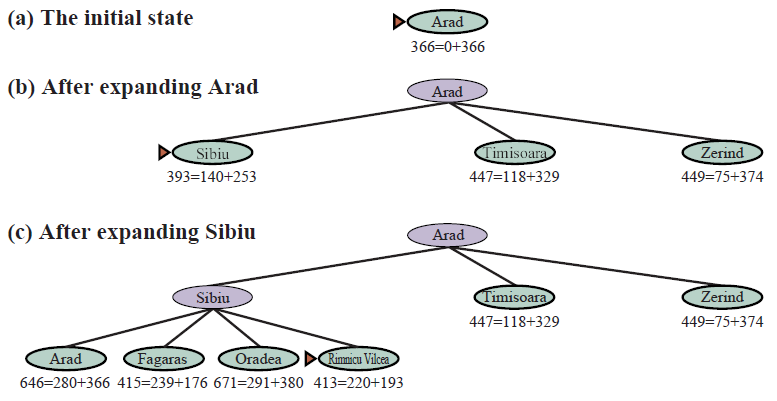 (a) The initial state
Arad
366=0+366
(b) After expanding Arad
Arad
Sibiu
Timisoara
Zerind
393=140+253
447=118+329
449=75+374
(c) After expanding Sibiu
Arad
Sibiu
Timisoara
Zerind
447=118+329
449=75+374
Arad
Fagaras
Oradea
Rimnicu Vilcea
646=280+366
415=239+176
671=291+380
413=220+193